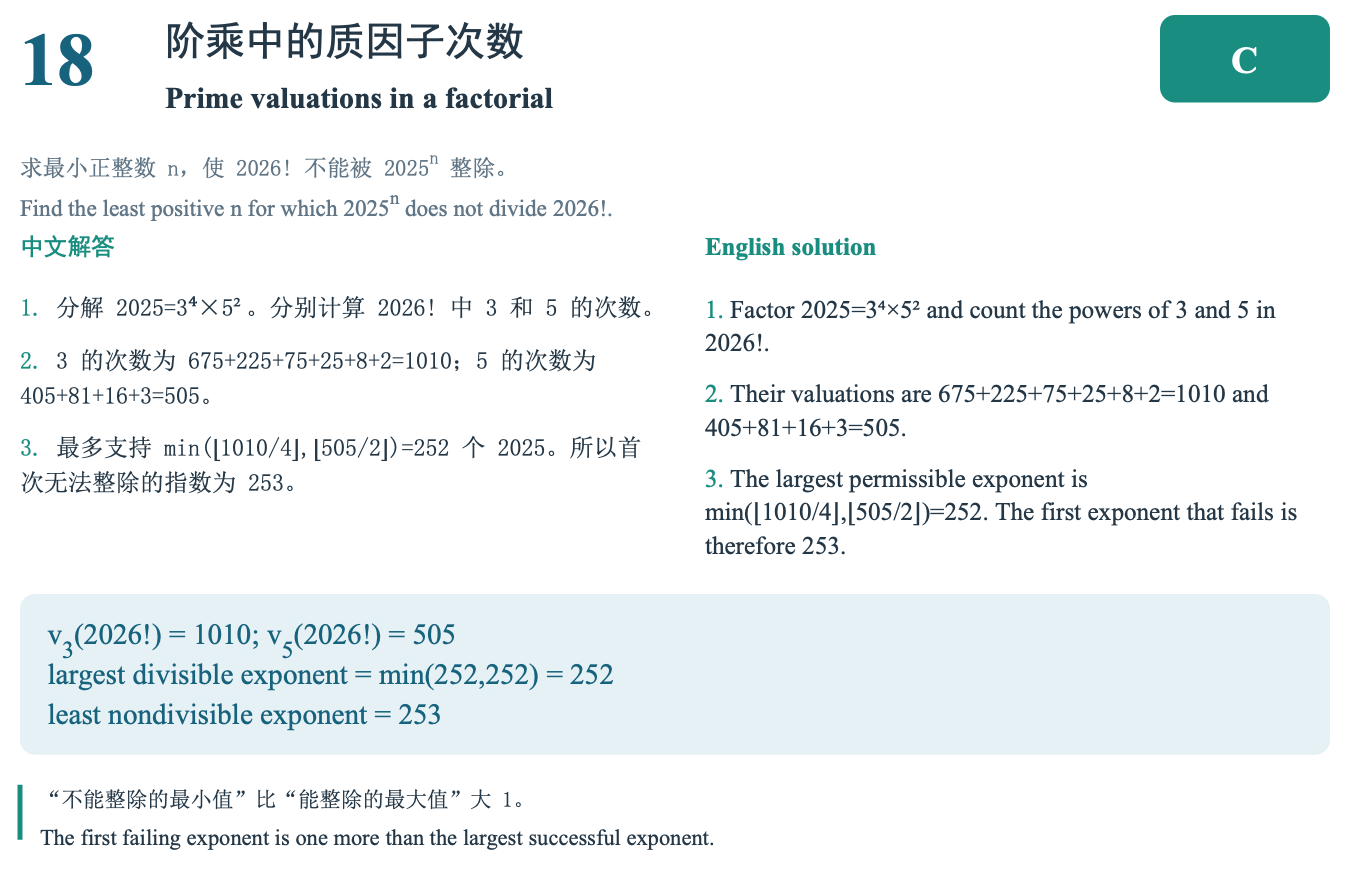 18
阶乘中的质因子次数
Prime valuations in a factorial
C
求最小正整数 n，使 2026! 不能被 2025ⁿ 整除。
Find the least positive n for which 2025ⁿ does not divide 2026!.
中文解答
1. 分解 2025=3⁴×5²。分别计算 2026! 中 3 和 5 的次数。
2. 3 的次数为 675+225+75+25+8+2=1010；5 的次数为
405+81+16+3=505。
3. 最多支持 min(⌊1010/4⌋,⌊505/2⌋)=252 个 2025。所以首
次无法整除的指数为 253。
English solution
1. Factor 2025=3⁴×5² and count the powers of 3 and 5 in
2026!.
2. Their valuations are 675+225+75+25+8+2=1010 and
405+81+16+3=505.
3. The largest permissible exponent is
min(⌊1010/4⌋,⌊505/2⌋)=252. The first exponent that fails is
therefore 253.
v₃(2026!) = 1010; v₅(2026!) = 505
largest divisible exponent = min(252,252) = 252
least nondivisible exponent = 253
“不能整除的最小值”比“能整除的最大值”大 1。
The first failing exponent is one more than the largest successful exponent.